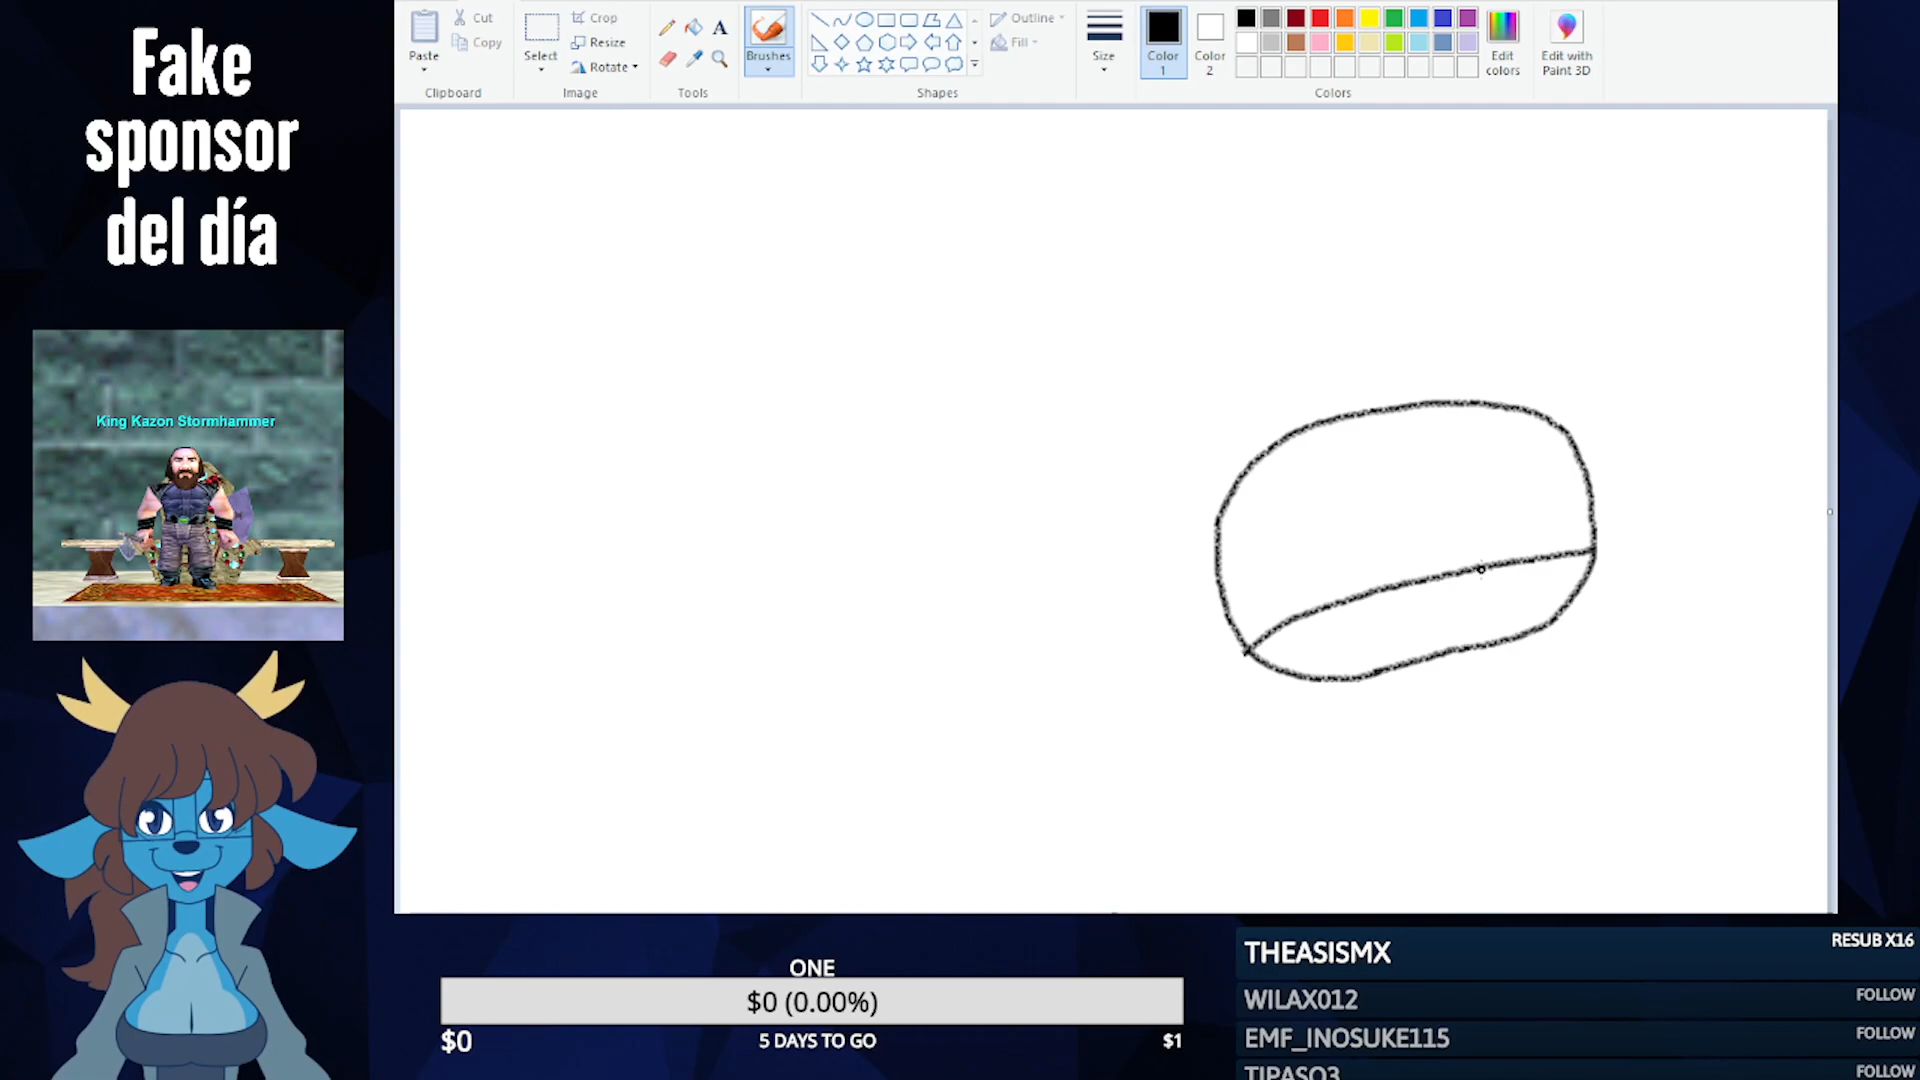 Fake
sponsor
del día
King Kazon Stormhammer
Paste
Cut
Copy
Clipboard
Select
Crop
Resize
Rotate
Image
A
Tools
Brushes
Shapes
Outline
Fill
Size
Color
1
Color
2
Colors
Edit
colors
Edit with
Paint 3D
ONE
$0 (0.00%)
$0
5 DAYS TO GO
$1
THEASISMX
RESUB X16
WILAX012
FOLLOW
EMF_INOSUKE115
FOLLOW
TIPASO3
FOLLOW